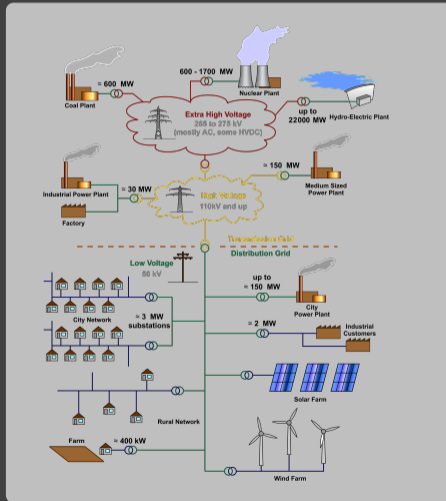 ≈ 600 MW
Coal Plant
600 - 1700 MW
Nuclear Plant
up to
22000 MW
Hydro-Electric Plant
Extra High Voltage
265 to 275 kV
(mostly AC, some HVDC)
≈ 150 MW
Medium Sized
Power Plant
Industrial Power Plant
≈ 30 MW
Factory
High Voltage
110kV and up
Transmission Grid
Distribution Grid
Low Voltage
50 kV
up to
≈ 150 MW
City
Power Plant
City Network
≈ 3 MW
substations
≈ 2 MW
Industrial
Customers
Solar Farm
Rural Network
Farm
≈ 400 kW
Wind Farm